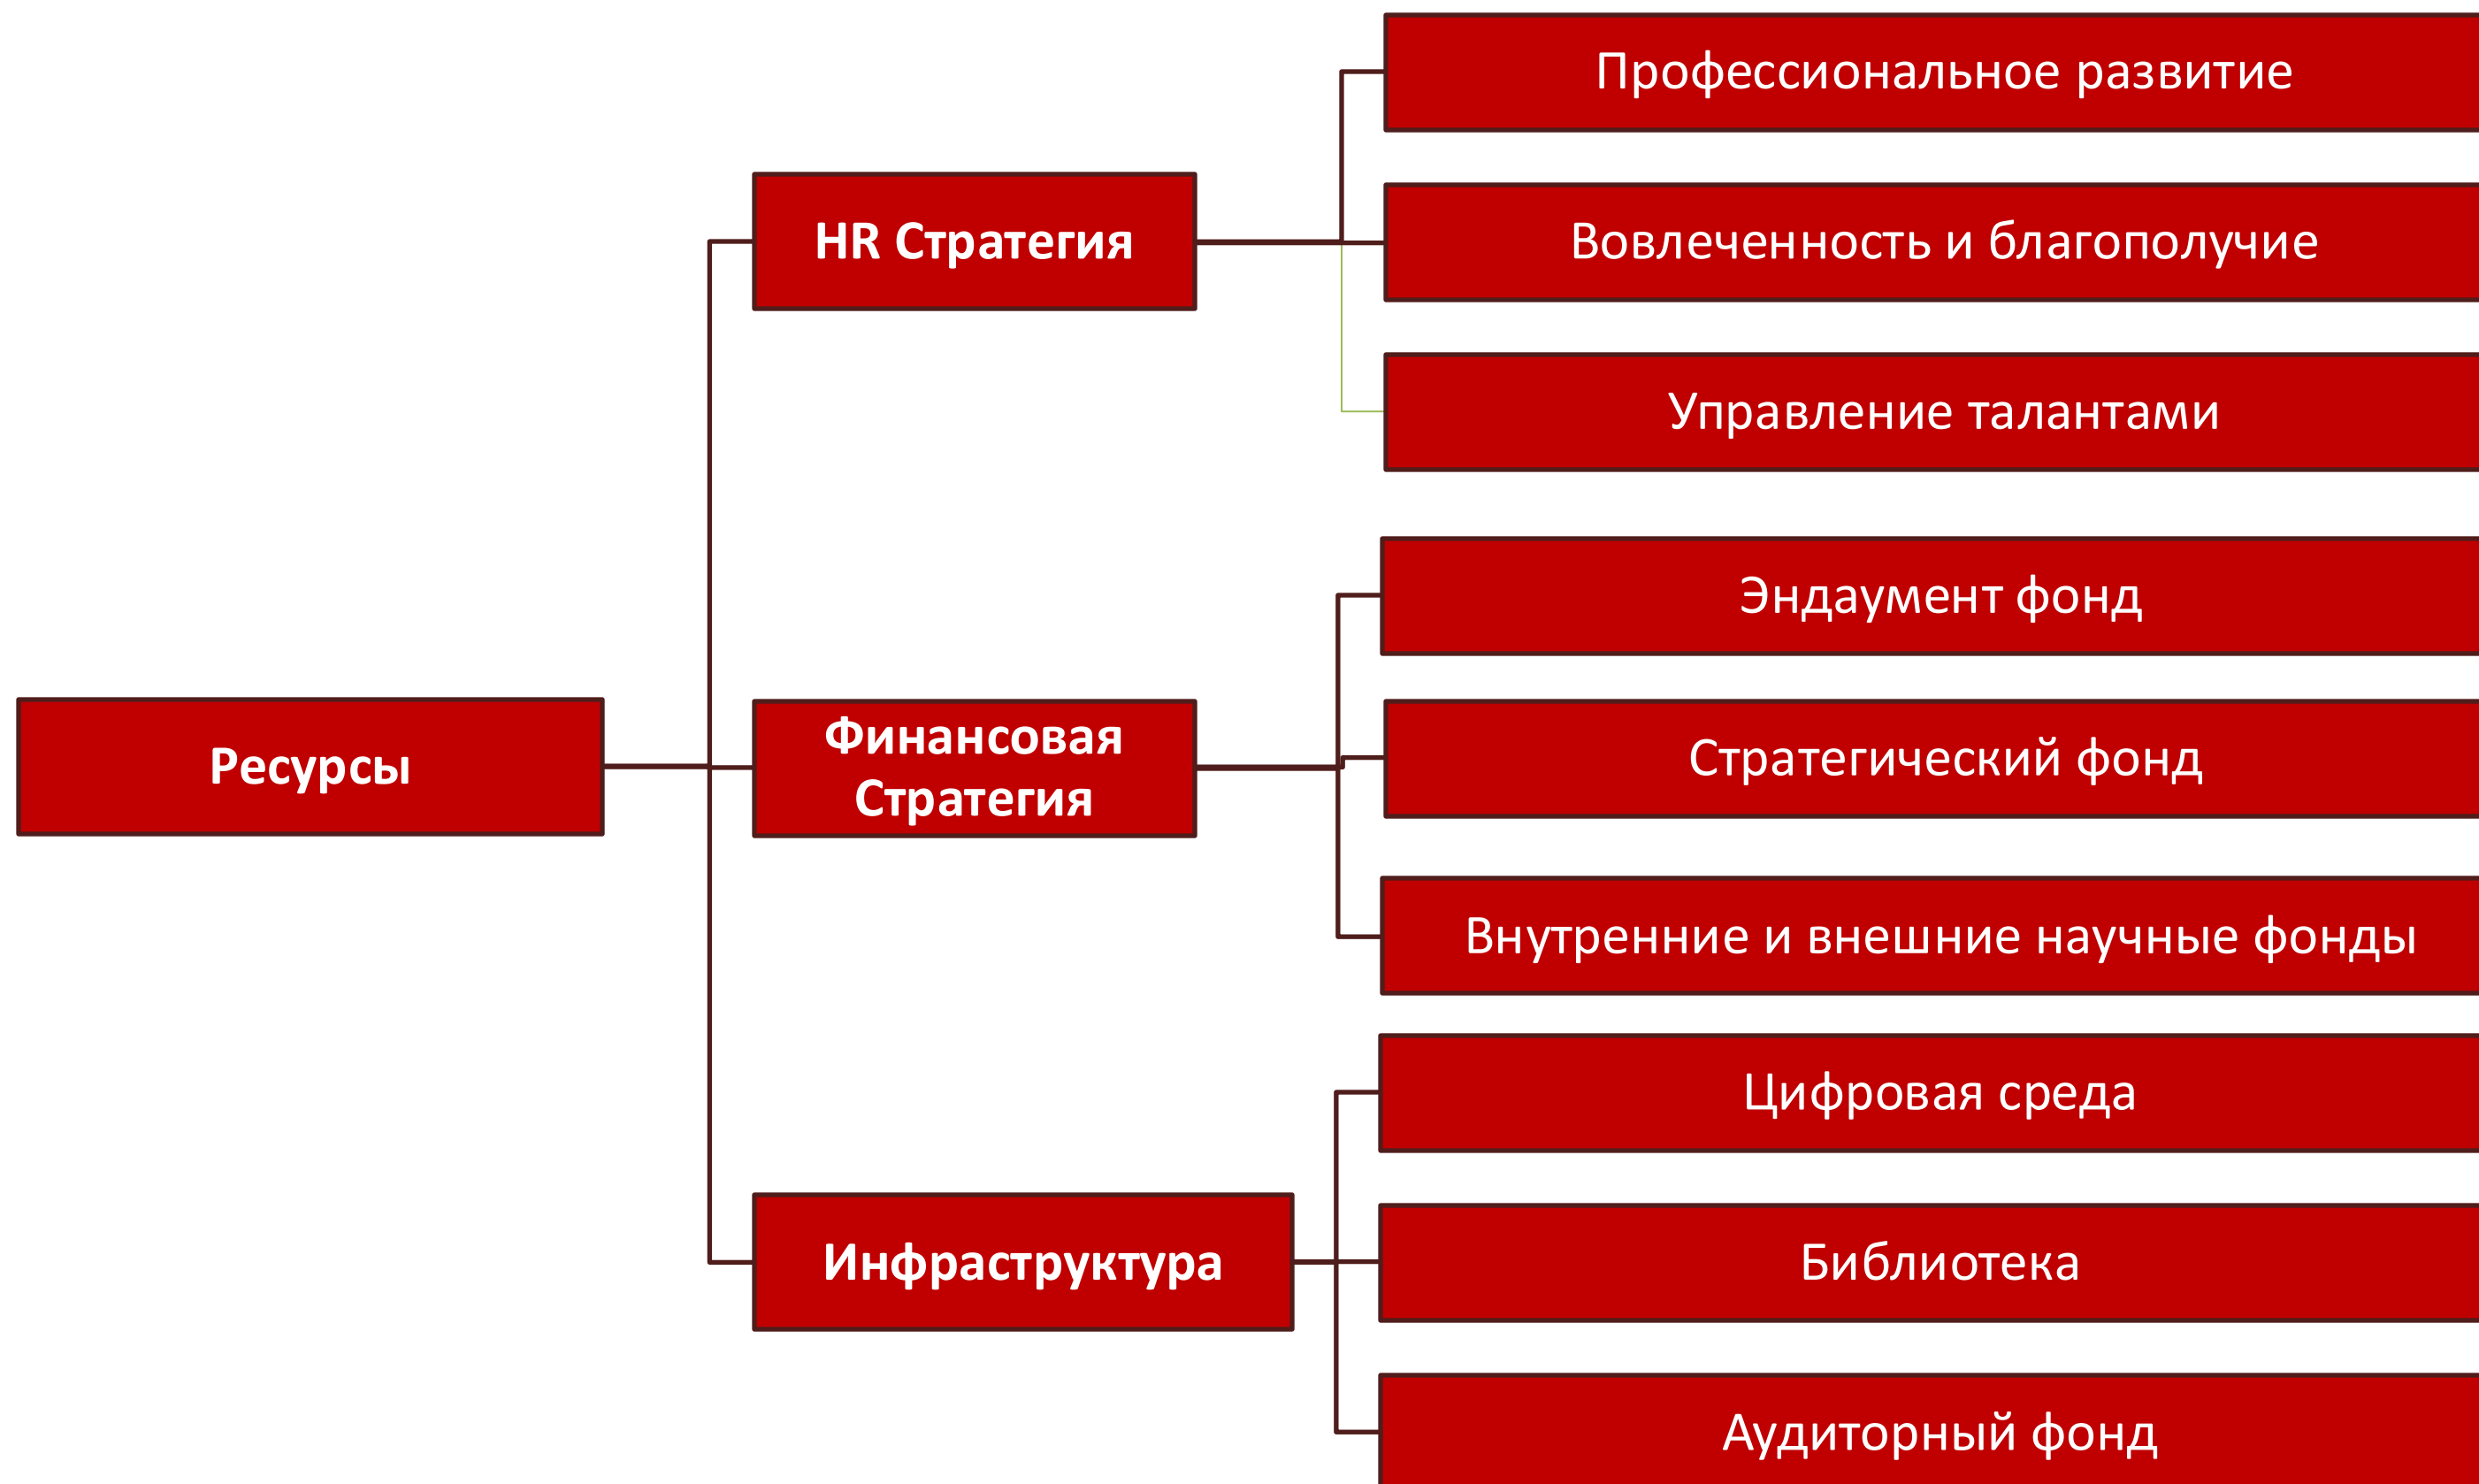 Ресурсы
HR Стратегия
Профессиональное развитие
Вовлеченность и благополучие
Управление талантами
Финансовая
Стратегия
Эндаумент фонд
Стратегический фонд
Внутренние и внешние научные фонды
Инфраструктура
Цифровая среда
Библиотека
Аудиторный фонд